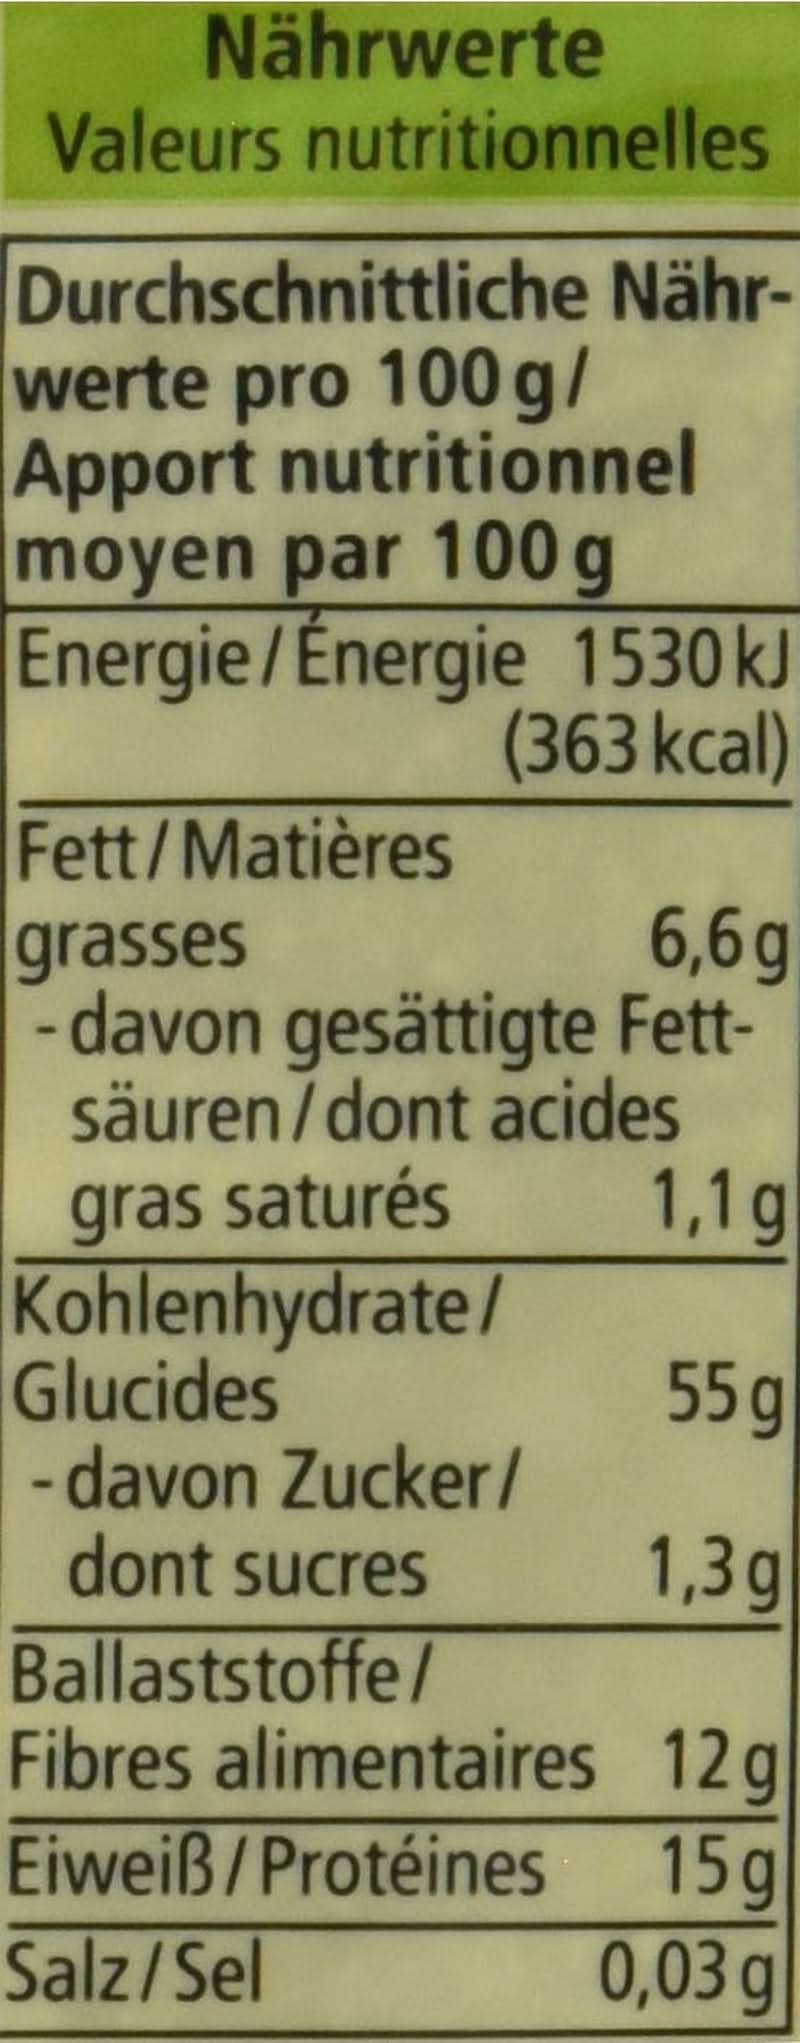 Nährwerte
Valeurs nutritionnelles
Durchschnittliche Nähr-
werte pro 100 g/
Apport nutritionnel
moyen par 100 g
Energie/Énergie 1530 kJ
(363 kcal)
Fett/Matières
grasses 6,6 g
- davon gesättigte Fett-
säuren/dont acides
gras saturés 1,1 g
Kohlenhydrate/
Glucides 55 g
- davon Zucker/
dont sucres 1,3 g
Ballaststoffe/
Fibres alimentaires 12 g
Eiweiß/Protéines 15 g
Salz/Sel 0,03 g